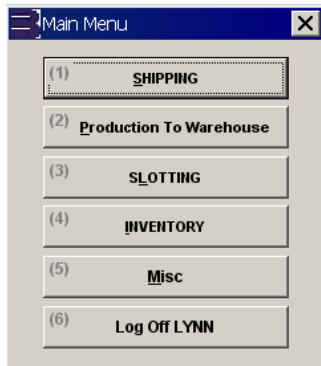 Main Menu
(1) SHIPPING
(2) Production To Warehouse
(3) SLOTTING
(4) INVENTORY
(5) Misc
(6) Log Off LYNN